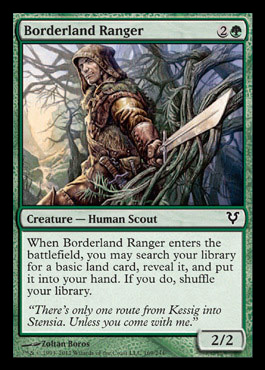 Borderland Ranger 2
Creature — Human Scout
When Borderland Ranger enters the
battlefield, you may search your library
for a basic land card, reveal it, and put
it into your hand. If you do, shuffle
your library.
“There’s only one route from Kessig into
Stensia. Unless you come with me.”
Zoltan Boros
2/2